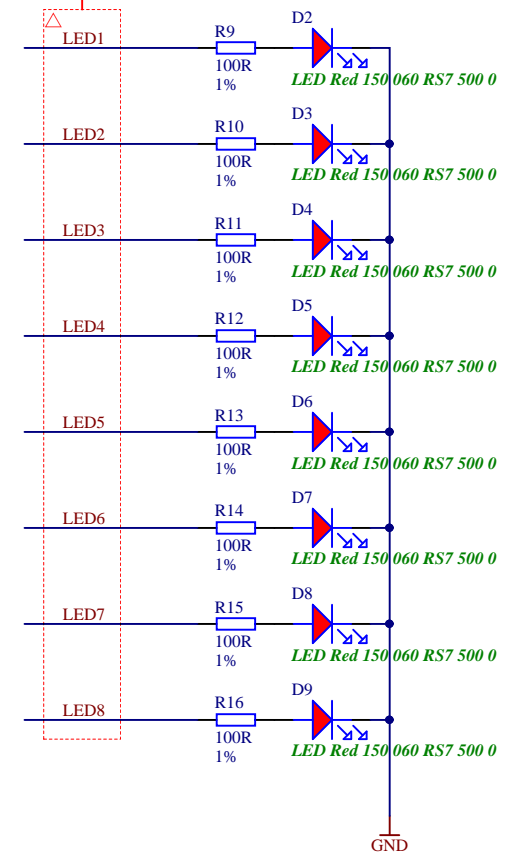 D2
LED1 R9
100R
LED Red 150 060 RS7 500 0
1%
D3
LED2 R10
100R
LED Red 150 060 RS7 500 0
1%
D4
LED3 R11
100R
LED Red 150 060 RS7 500 0
1%
D5
LED4 R12
100R
LED Red 150 060 RS7 500 0
1%
D6
LED5 R13
100R
LED Red 150 060 RS7 500 0
1%
D7
LED6 R14
100R
LED Red 150 060 RS7 500 0
1%
D8
LED7 R15
100R
LED Red 150 060 RS7 500 0
1%
D9
LED8 R16
100R
LED Red 150 060 RS7 500 0
1%
GND